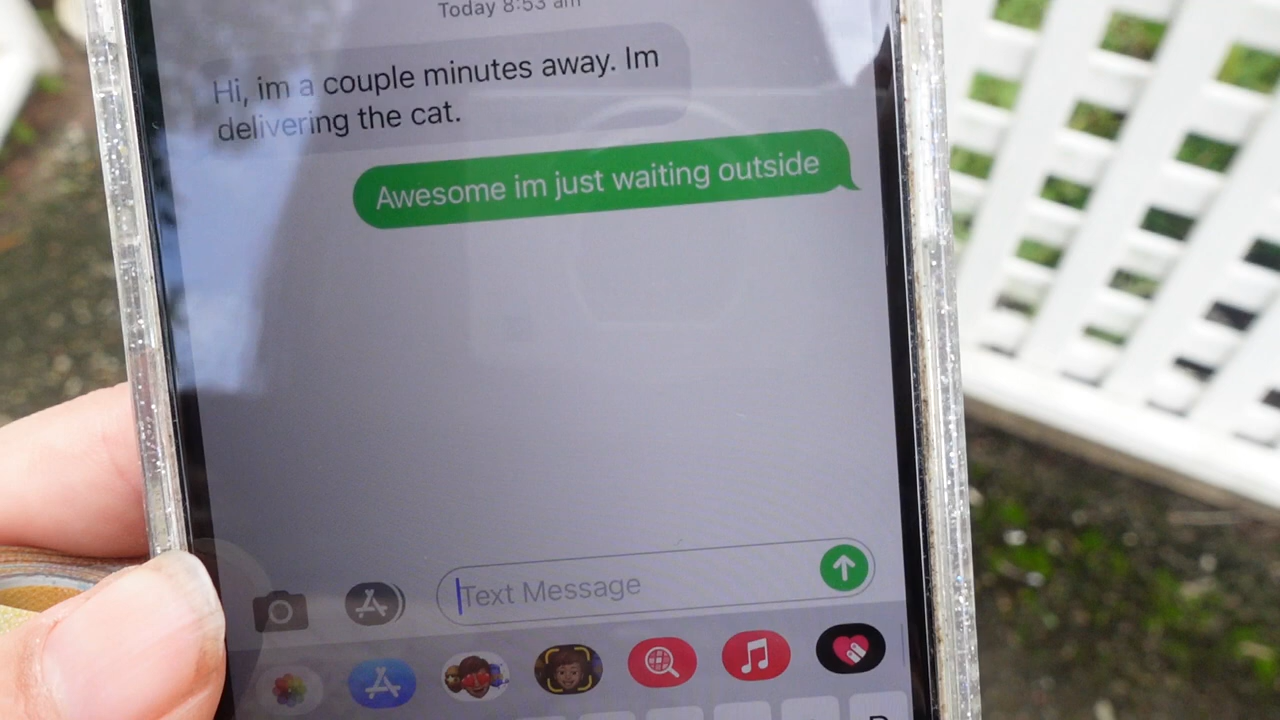 Today 8:53 am
Hi, im a couple minutes away. Im
delivering the cat.
Awesome im just waiting outside
Text Message